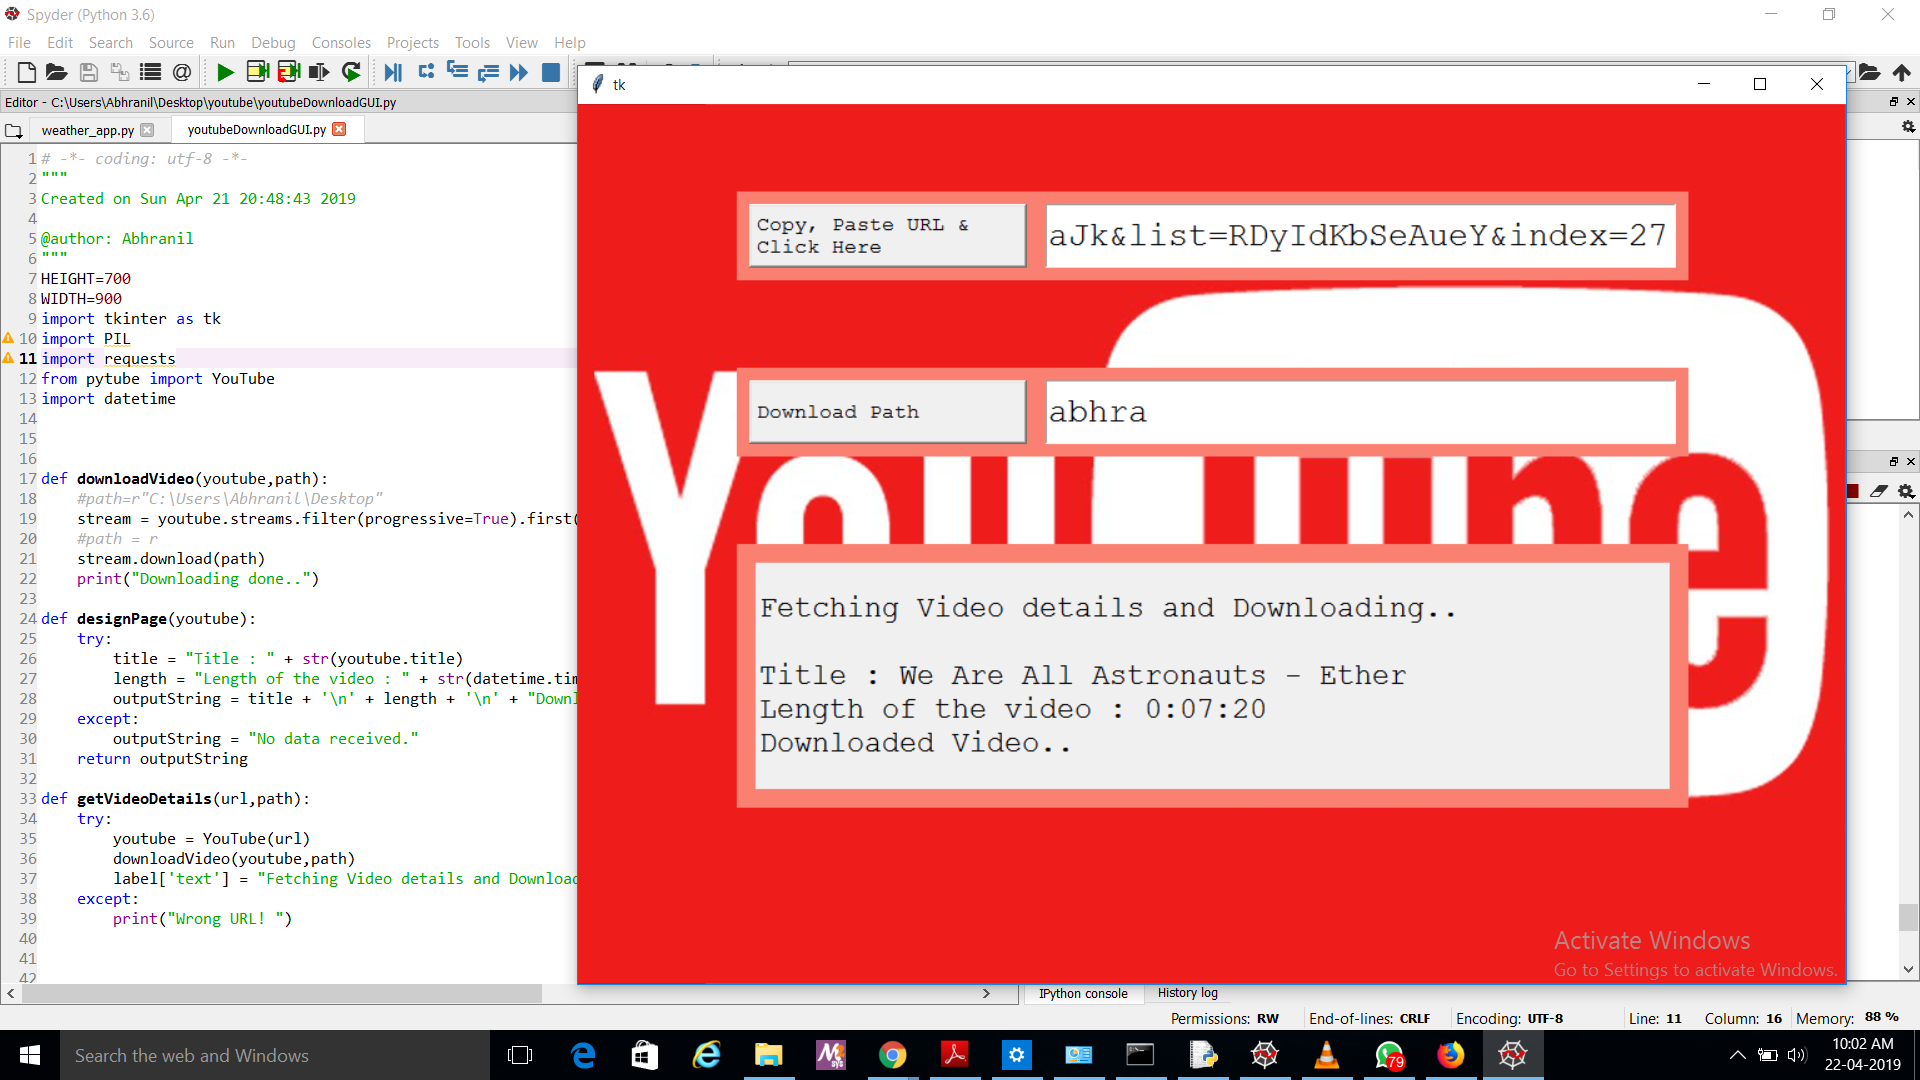 Spyder (Python 3.6)
File Edit Search Source Run Debug Consoles Projects Tools View Help
Editor - C:\Users\Abhranil\Desktop\youtube\youtubeDownloadGUI.py
weather_app.py youtubeDownloadGUI.py
1 # -*- coding: utf-8 -*-
2 """
3 Created on Sun Apr 21 20:48:43 2019
4
5 @author: Abhranil
6 """
7 HEIGHT=700
8 WIDTH=900
9 import tkinter as tk
10 import PIL
11 import requests
12 from pytube import YouTube
13 import datetime
14
15
16
17 def downloadVideo(youtube,path):
18 #path=r"C:\Users\Abhranil\Desktop"
19 stream = youtube.streams.filter(progressive=True).first(
20 #path = r
21 stream.download(path)
22 print("Downloading done..")
23
24 def designPage(youtube):
25 try:
26 title = "Title : " + str(youtube.title)
27 length = "Length of the video : " + str(datetime.tim
28 outputString = title + '\n' + length + '\n' + "Downl
29 except:
30 outputString = "No data received."
31 return outputString
32
33 def getVideoDetails(url,path):
34 try:
35 youtube = YouTube(url)
36 downloadVideo(youtube,path)
37 label['text'] = "Fetching Video details and Download
38 except:
39 print("Wrong URL! ")
40
41
42
tk
Copy, Paste URL &
Click Here
aJk&list=RDyIdKbSeAueY&index=27
Download Path
abhra
YouTube
Fetching Video details and Downloading..
Title : We Are All Astronauts - Ether
Length of the video : 0:07:20
Downloaded Video..
Activate Windows
Go to Settings to activate Windows.
IPython console History log
Permissions: RW End-of-lines: CRLF Encoding: UTF-8 Line: 11 Column: 16 Memory: 88 %
Search the web and Windows
79
10:02 AM
22-04-2019